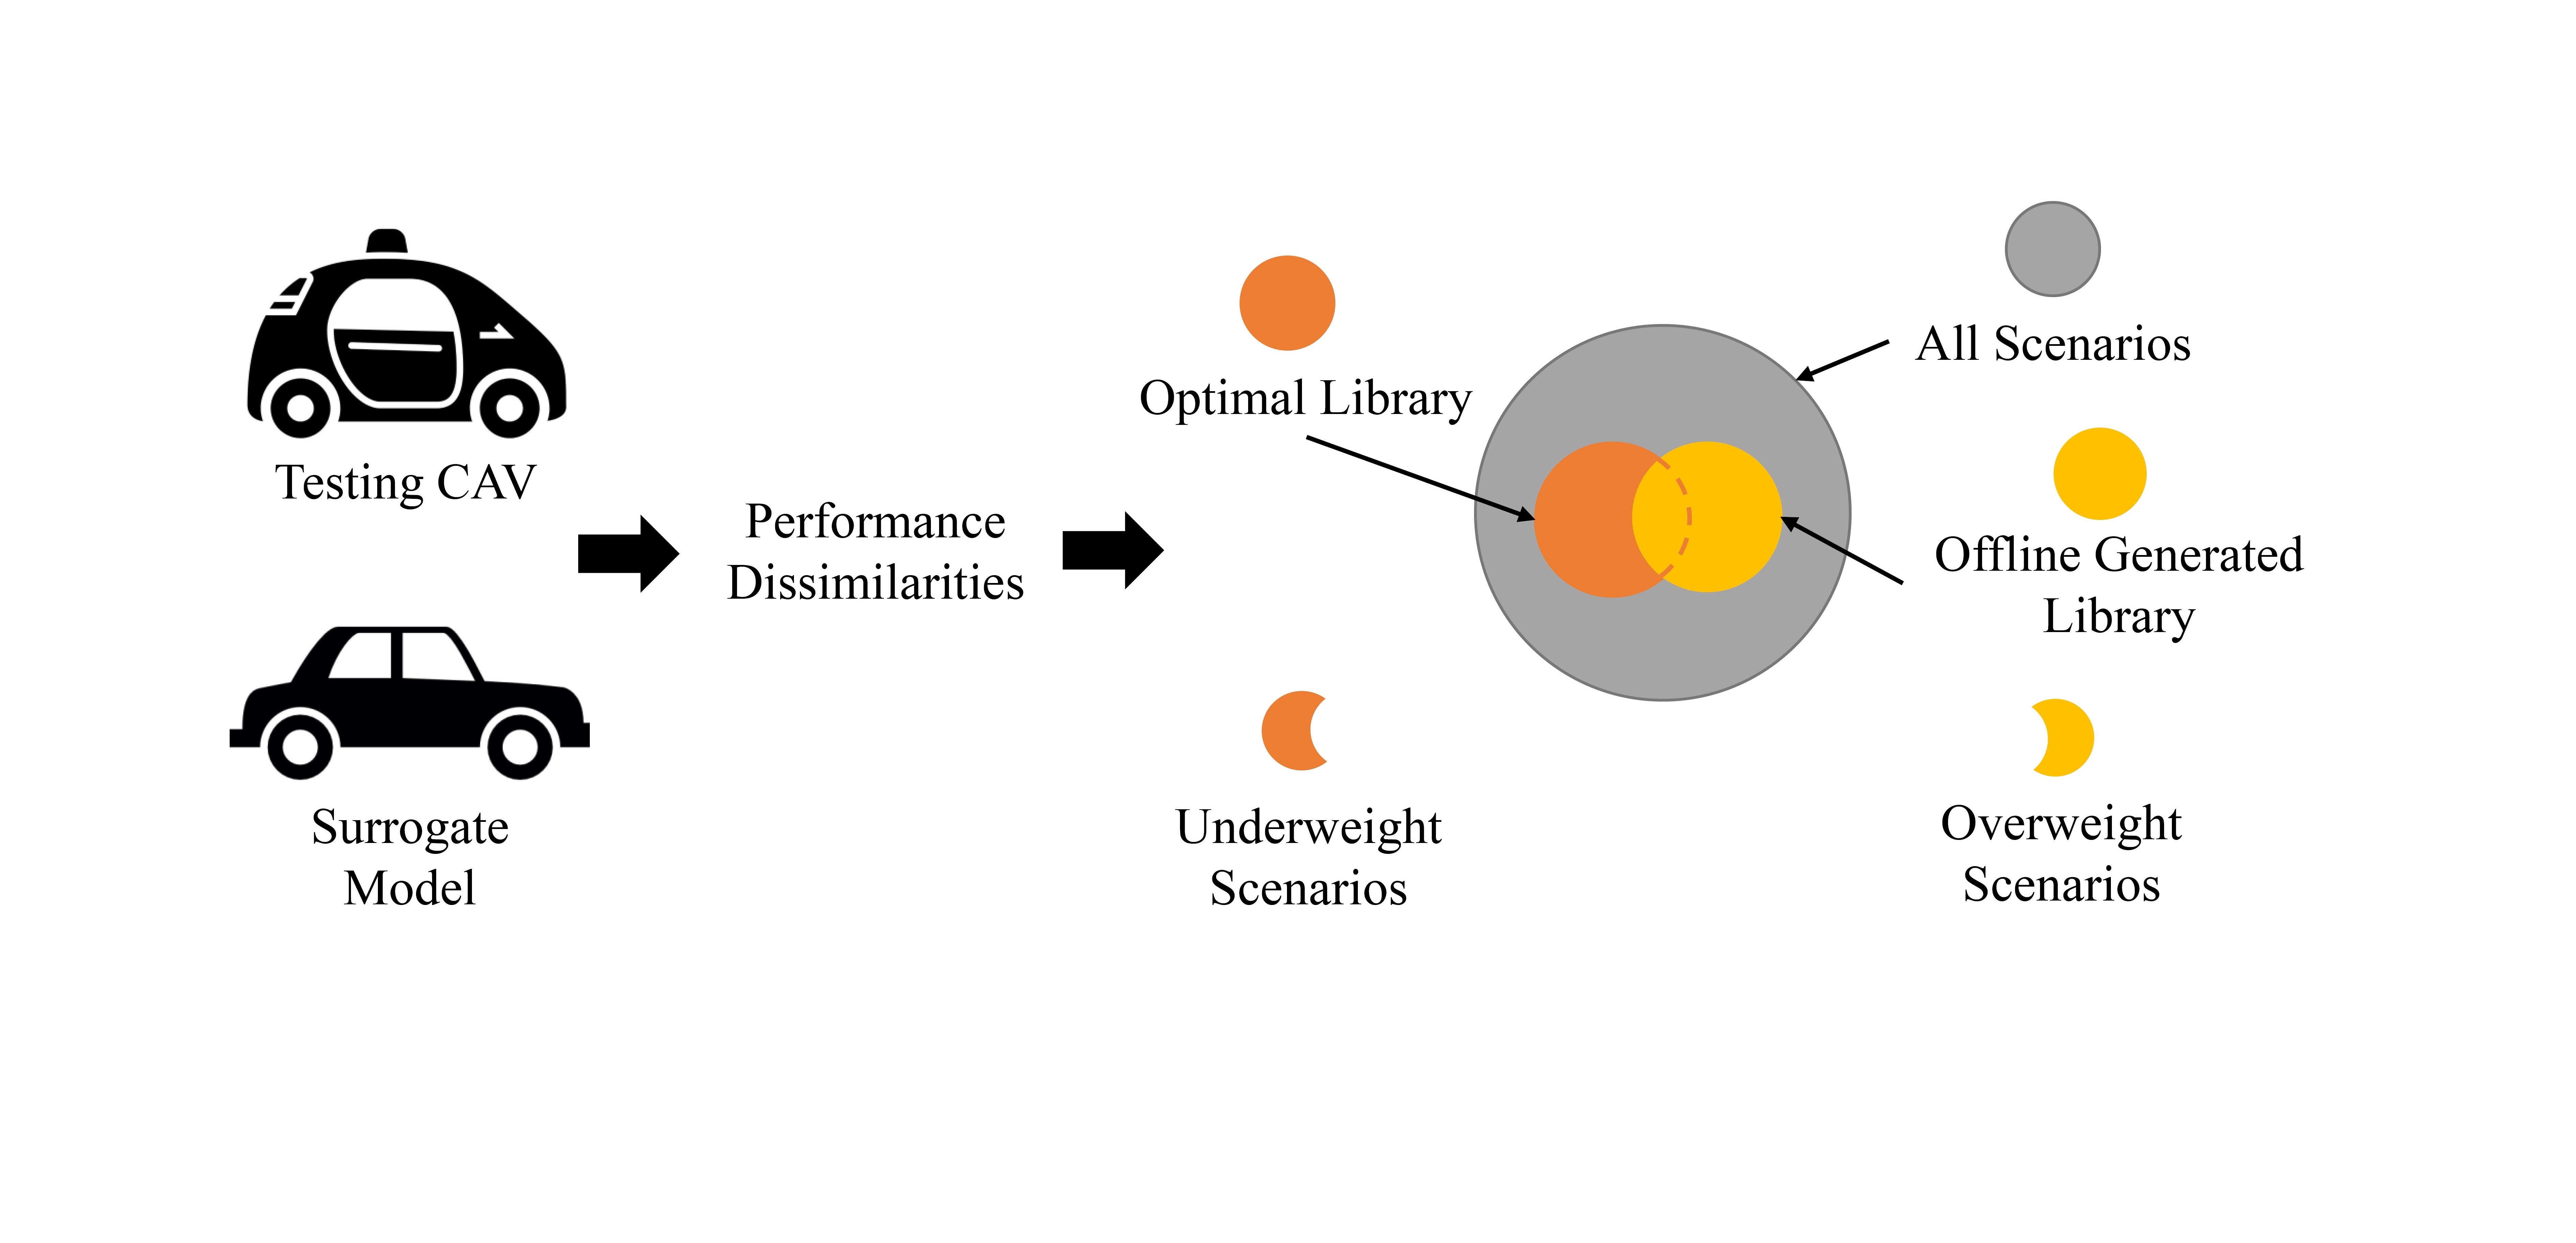 Testing CAV
Surrogate
Model
Performance
Dissimilarities
Optimal Library
Underweight
Scenarios
All Scenarios
Offline Generated
Library
Overweight
Scenarios